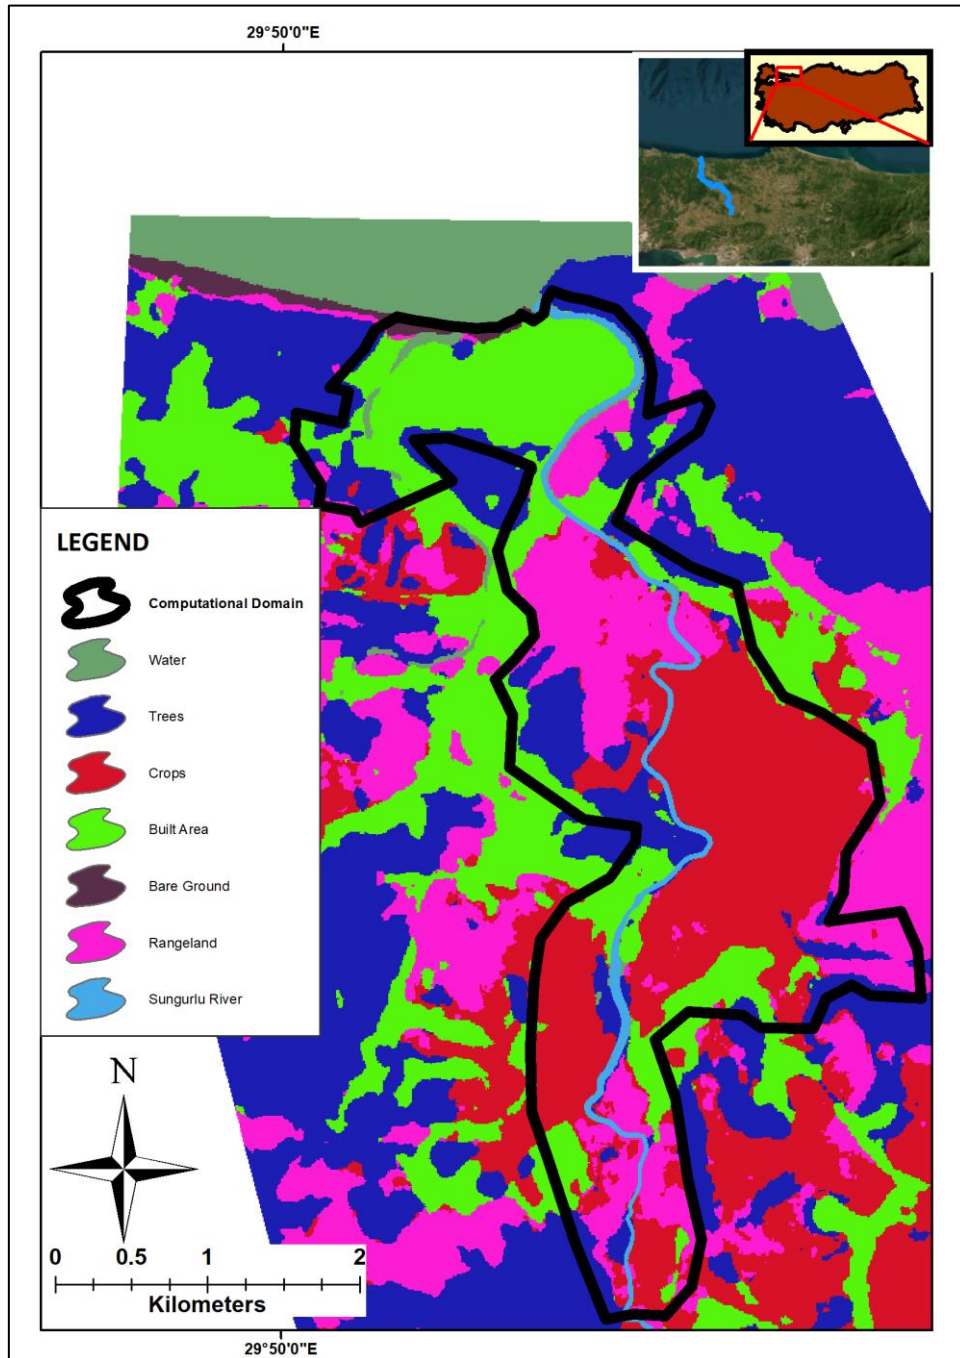 29°50'0"E
LEGEND
Computational Domain
Water
Trees
Crops
Built Area
Bare Ground
Rangeland
Sungurlu River
N
0 0.5 1 2
Kilometers
29°50'0"E